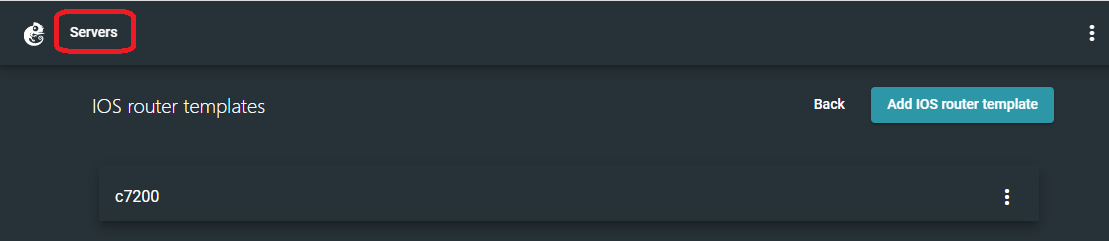 Servers
IOS router templates
Back
Add IOS router template
c7200